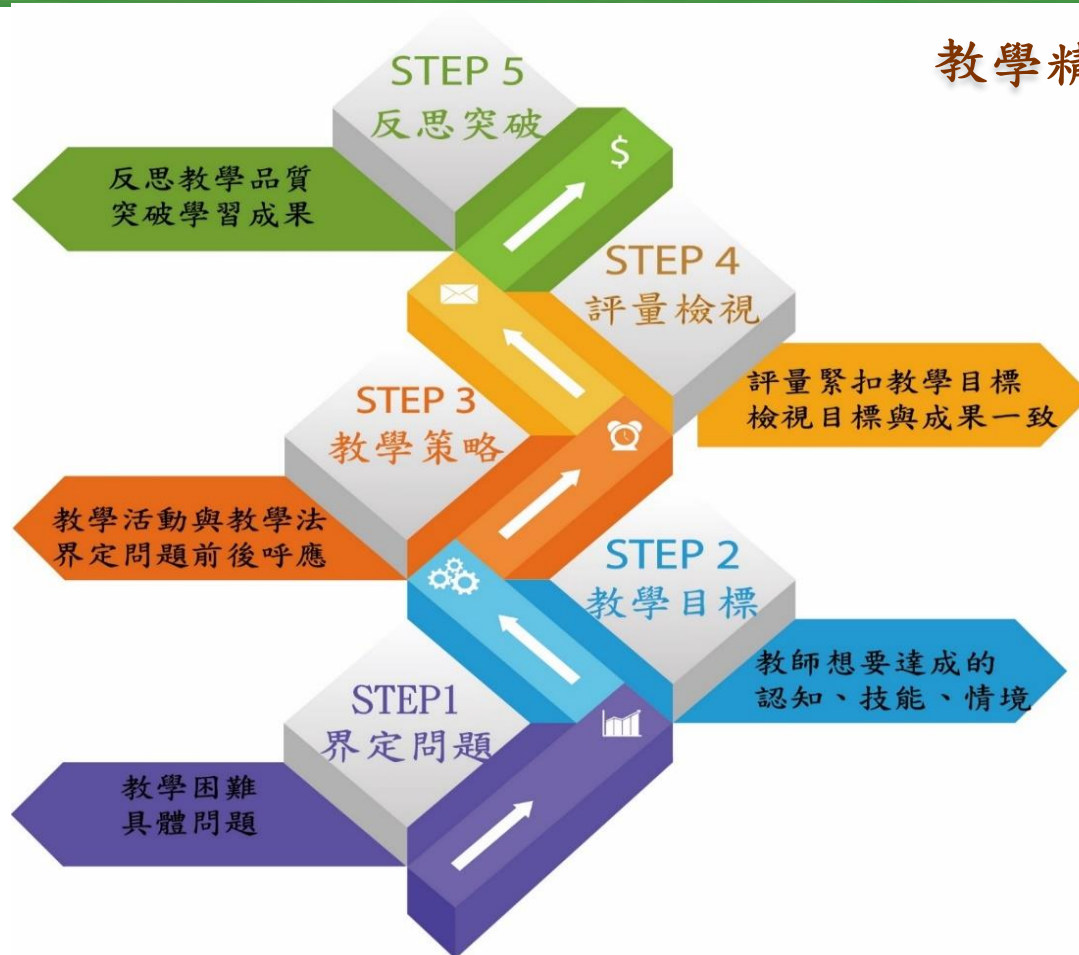 教學精
STEP 5
反思突破
$
反思教學品質
突破學習成果
STEP 4
評量檢視
評量緊扣教學目標
檢視目標與成果一致
STEP 3
教學策略
教學活動與教學法
界定問題前後呼應
STEP 2
教學目標
教師想要達成的
認知、技能、情境
STEP1
界定問題
教學困難
具體問題